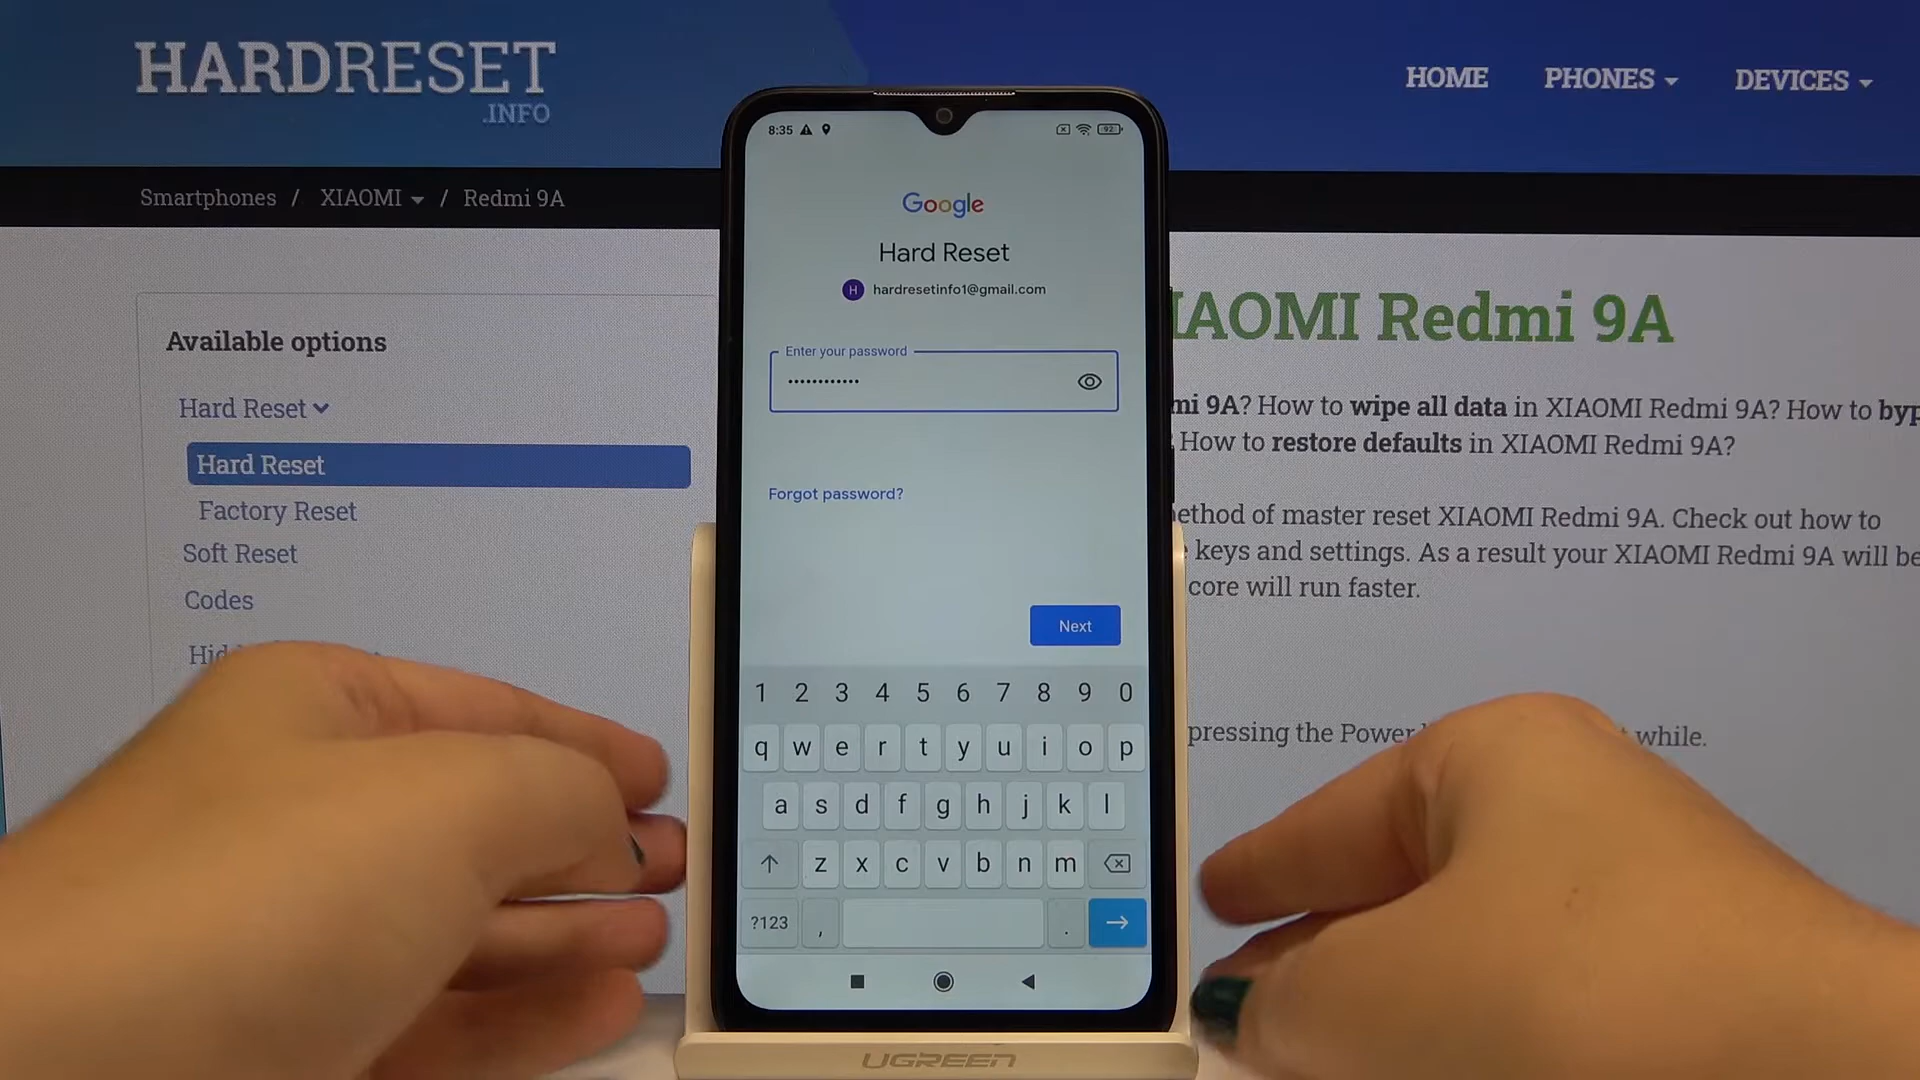 HARDRESET
.INFO
HOME PHONES DEVICES
Smartphones / XIAOMI / Redmi 9A
Available options
Hard Reset
Hard Reset
Factory Reset
Soft Reset
Codes
IAOMI Redmi 9A
mi 9A? How to wipe all data in XIAOMI Redmi 9A? How to byp
How to restore defaults in XIAOMI Redmi 9A?
ethod of master reset XIAOMI Redmi 9A. Check out how to
keys and settings. As a result your XIAOMI Redmi 9A will be
core will run faster.
pressing the Power while.
8:35 92
Google
Hard Reset
H hardresetinfo1@gmail.com
Enter your password
••••••••••••
Forgot password?
Next
1 2 3 4 5 6 7 8 9 0
q w e r t y u i o p
a s d f g h j k l
z x c v b n m
?123 , .
UGREEN